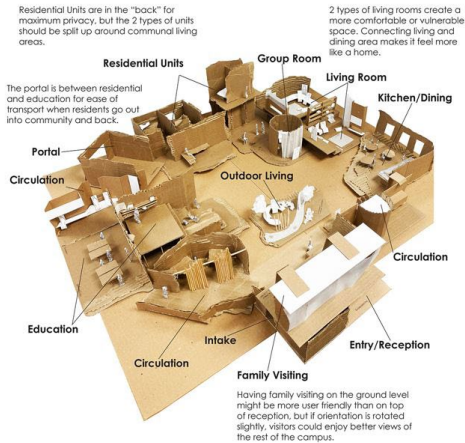 Residential Units are in the "back" for
maximum privacy, but the 2 types of units
should be split up around communal living
areas.
2 types of living rooms create a
more comfortable or vulnerable
space. Connecting living and
dining area makes it feel more
like a home.
Residential Units
Group Room
Living Room
Kitchen/Dining
The portal is between residential
and education for ease of
transport when residents go out
into community and back.
Portal
Circulation
Outdoor Living
Circulation
Education
Circulation
Intake
Entry/Reception
Family Visiting
Having family visiting on the ground level
might be more user friendly than on top
of reception, but if orientation is rotated
slightly, visitors could enjoy better views of
the rest of the campus.